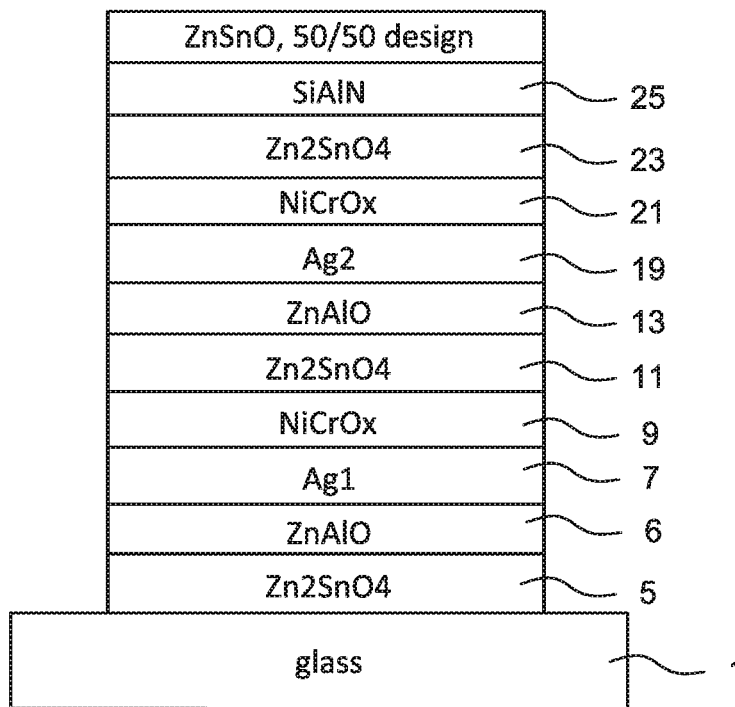 ZnSnO, 50/50 design
SiAlN 25
Zn2SnO4 23
NiCrOx 21
Ag2 19
ZnAlO 13
Zn2SnO4 11
NiCrOx 9
Ag1 7
ZnAlO 6
Zn2SnO4 5
glass